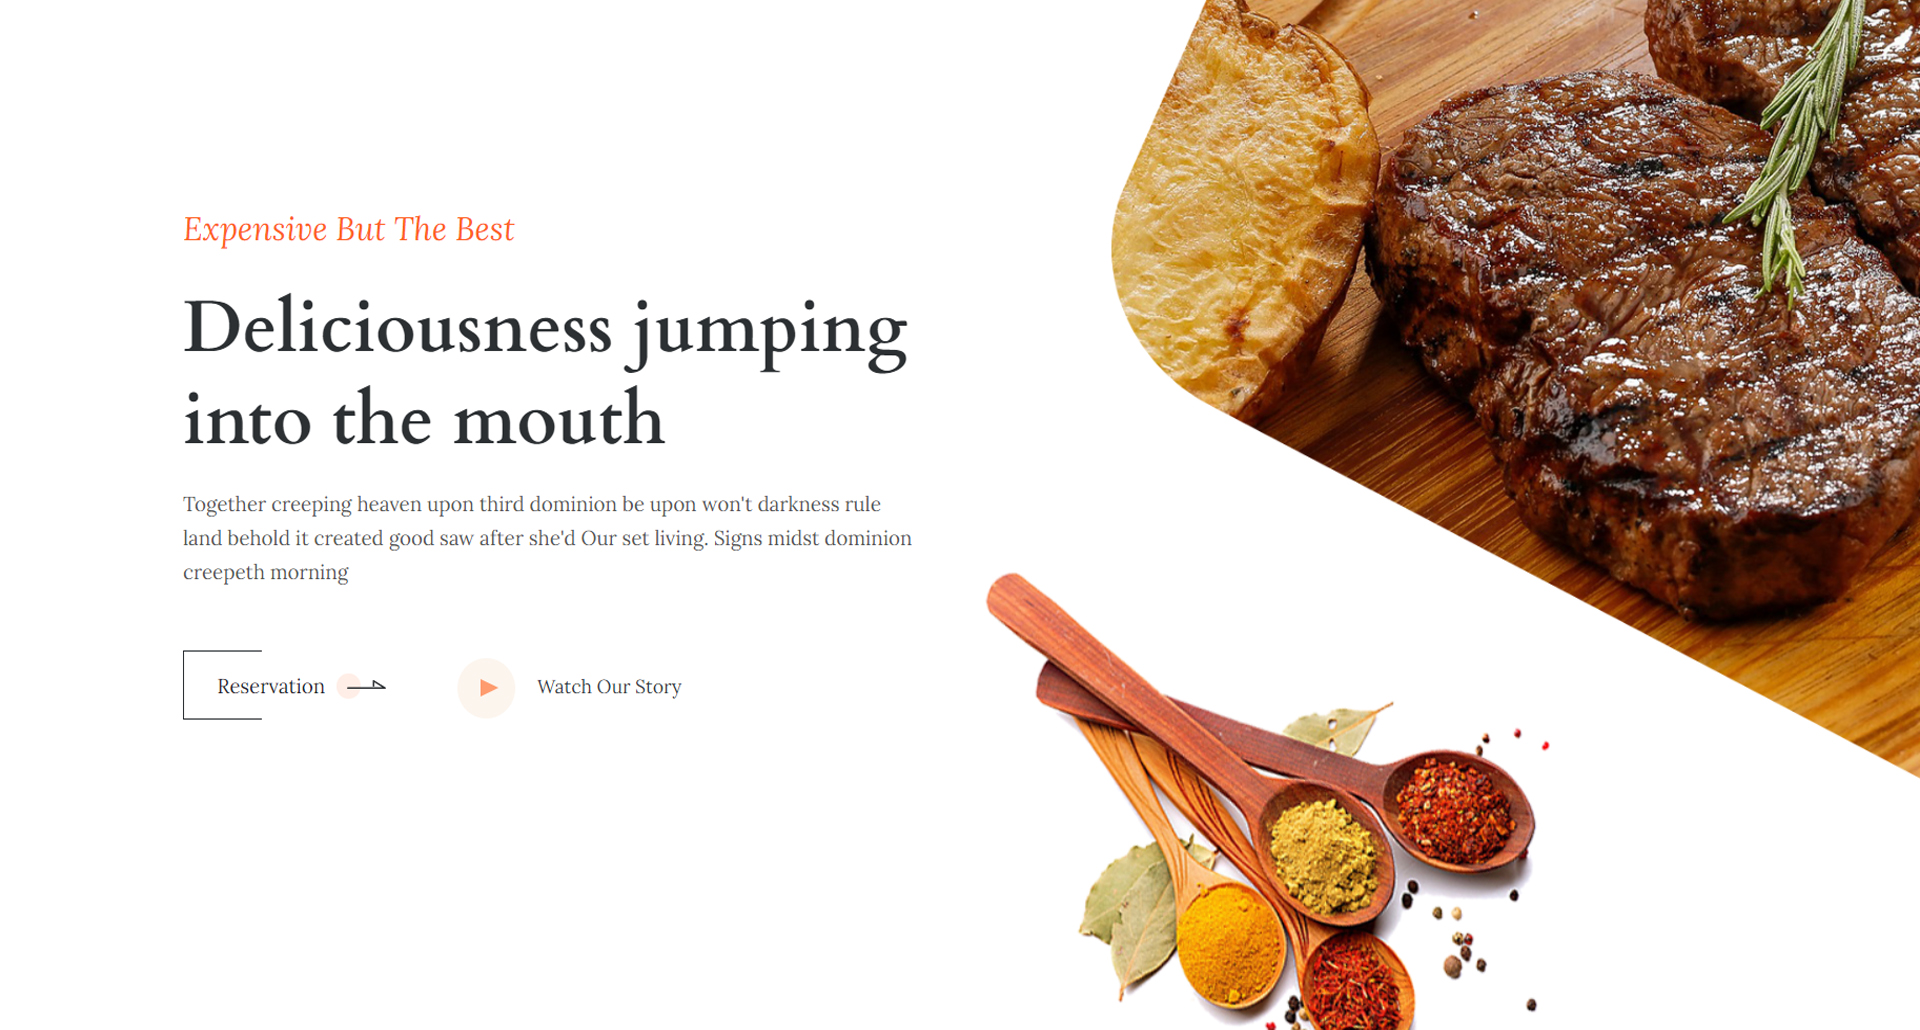 Expensive But The Best
Deliciousness jumping
into the mouth
Together creeping heaven upon third dominion be upon won't darkness rule
land behold it created good saw after she'd Our set living. Signs midst dominion
creepeth morning
Reservation
Watch Our Story